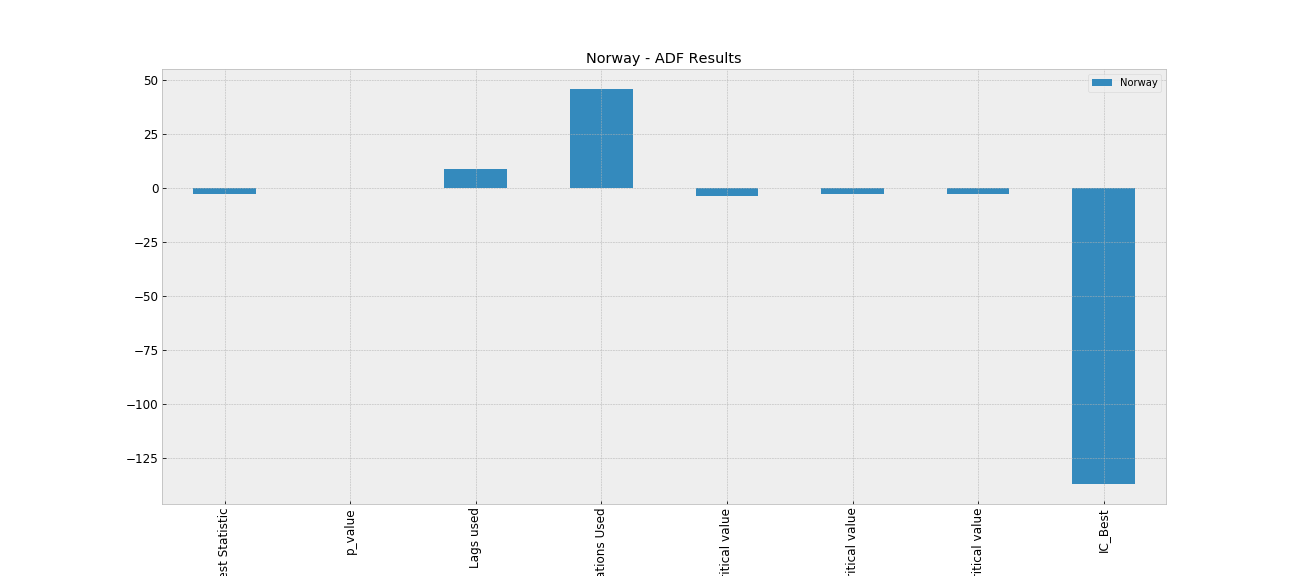 Norway - ADF Results
Norway
50
25
0
−25
−50
−75
−100
−125
est Statistic
p_value
Lags used
ations Used
ritical value
ritical value
ritical value
IC_Best